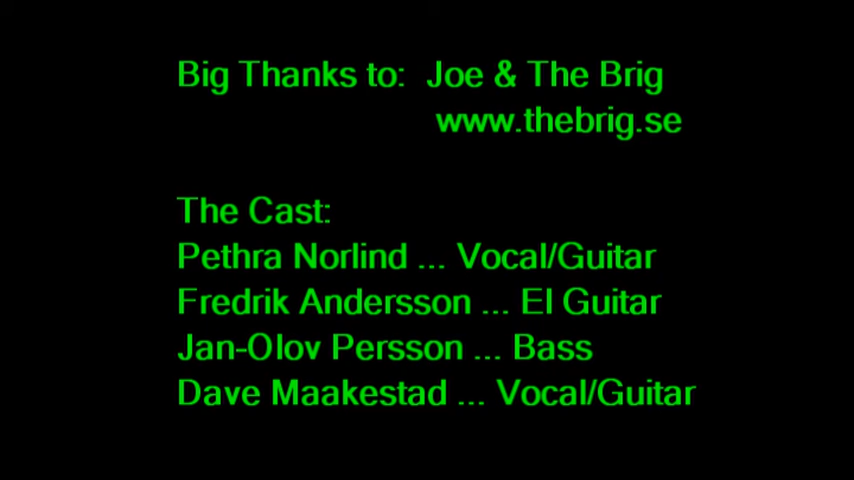 Big Thanks to: Joe & The Brig
www.thebrig.se
The Cast:
Pethra Norlind ... Vocal/Guitar
Fredrik Andersson ... El Guitar
Jan-Olov Persson ... Bass
Dave Maakestad ... Vocal/Guitar